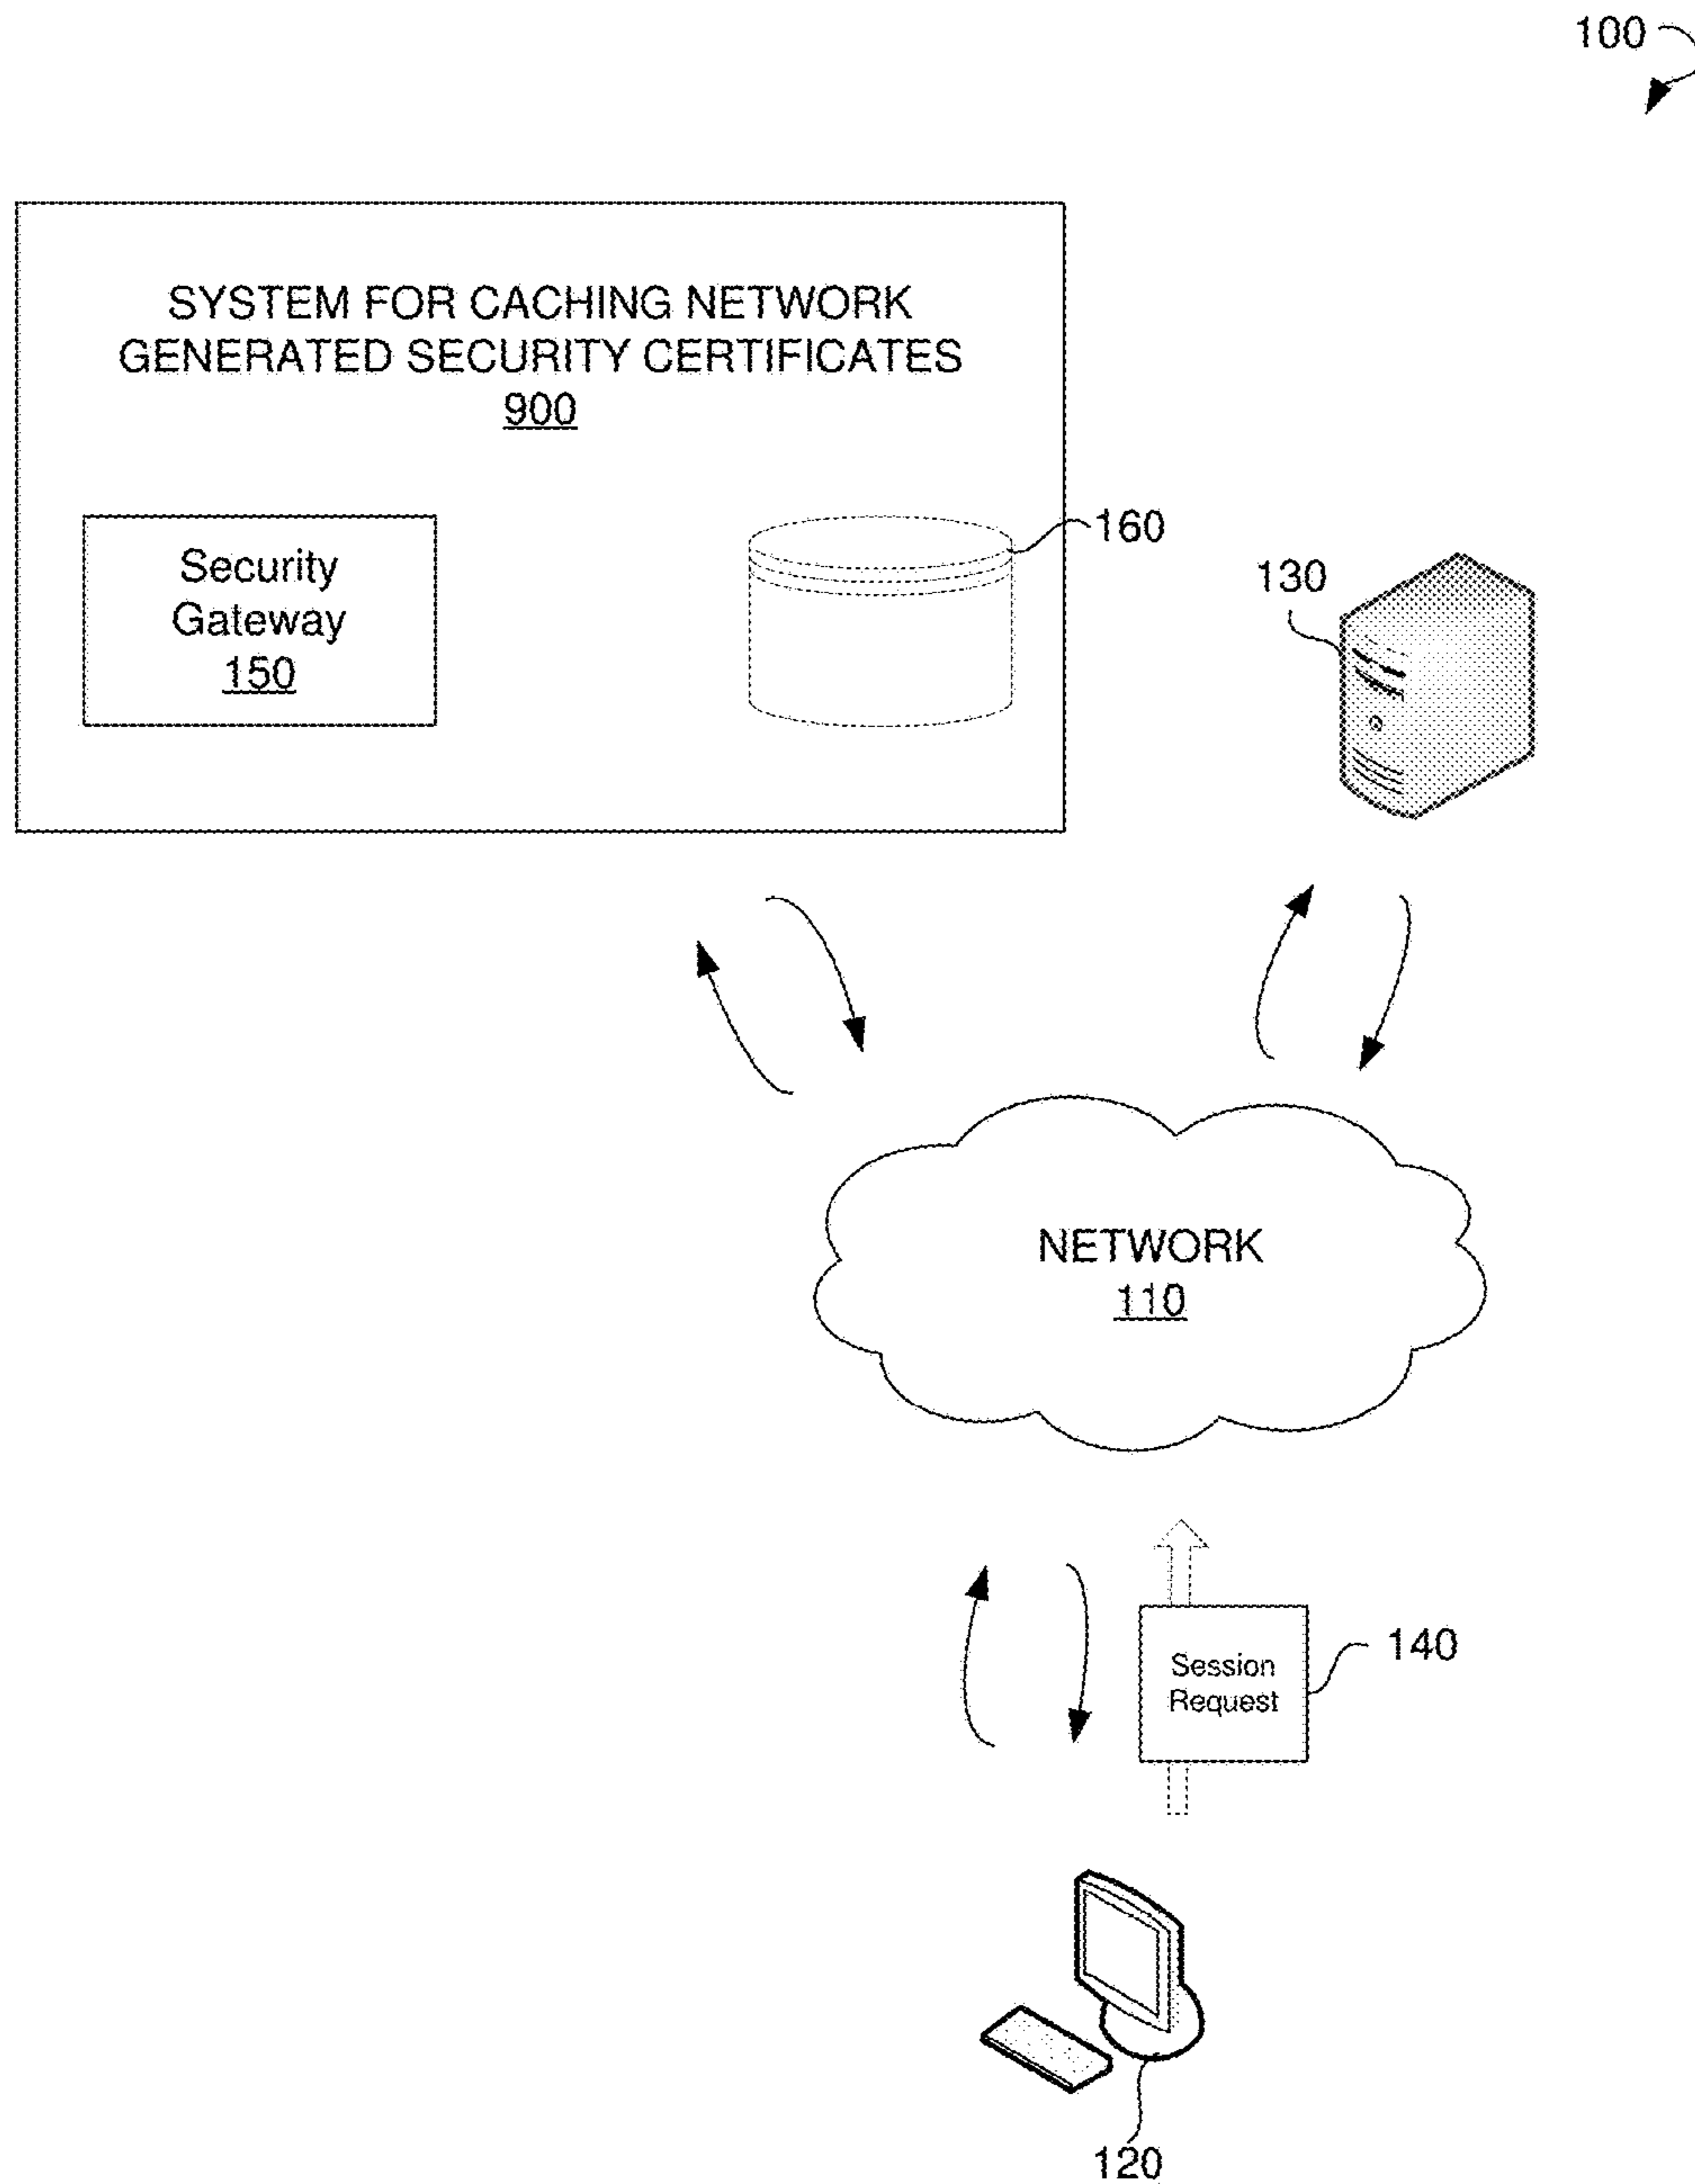 100
SYSTEM FOR CACHING NETWORK
GENERATED SECURITY CERTIFICATES
900
Security
Gateway
150
160
130
NETWORK
110
Session
Request
140
120